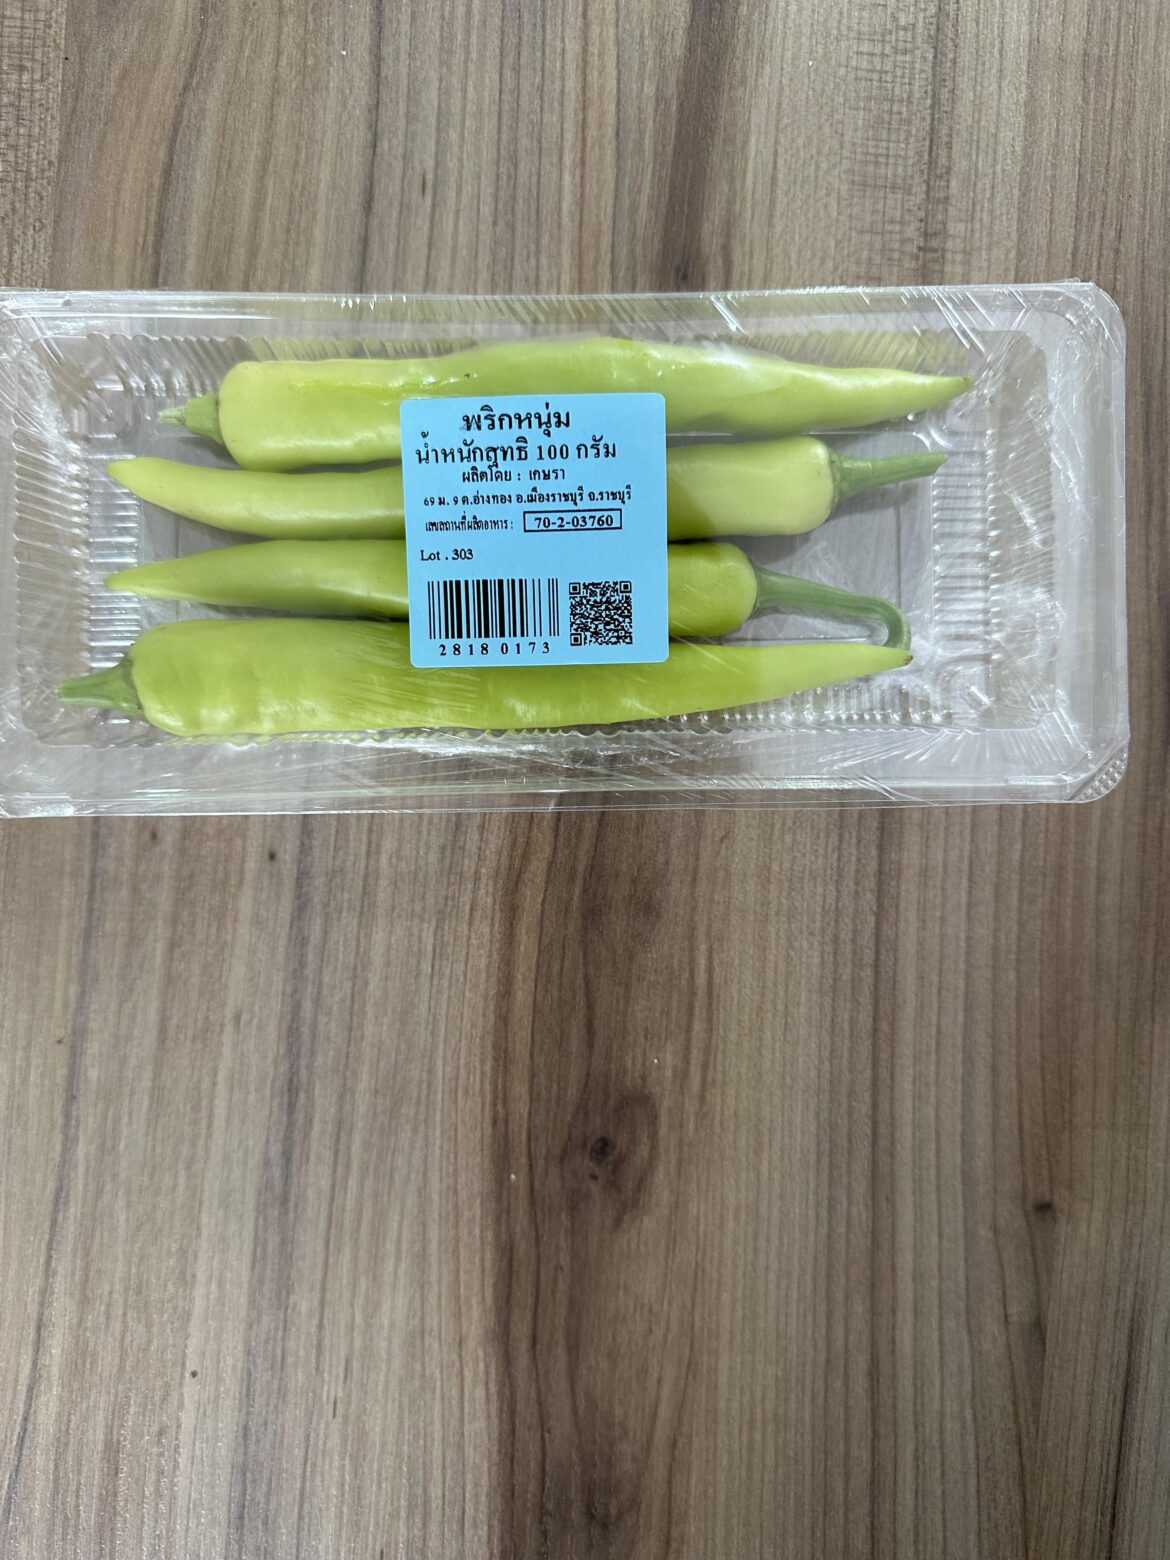 พริกหนุ่ม
น้ำหนักสุทธิ 100 กรัม
ผลิตโดย : เกษรา
69 ม. 9 ต.อ่างทอง อ.เมืองราชบุรี จ.ราชบุรี
เลขสถานที่ผลิตอาหาร : 70-2-03760
Lot . 303
28180173